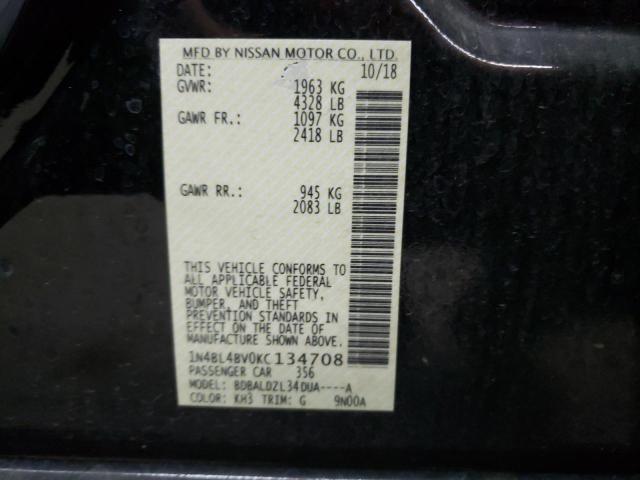 MFD BY NISSAN MOTOR CO., LTD.
DATE: 10/18
GVWR: 1963 KG
4328 LB
GAWR FR.: 1097 KG
2418 LB
GAWR RR.: 945 KG
2083 LB
THIS VEHICLE CONFORMS TO
ALL APPLICABLE FEDERAL
MOTOR VEHICLE SAFETY,
BUMPER, AND THEFT
PREVENTION STANDARDS IN
EFFECT ON THE DATE OF
MANUFACTURE SHOWN ABOVE.
1N4BL4BV0KC134708
PASSENGER CAR 356
MODEL: BDBALDZL34DUA----A
COLOR: KH3 TRIM: G 9N00A